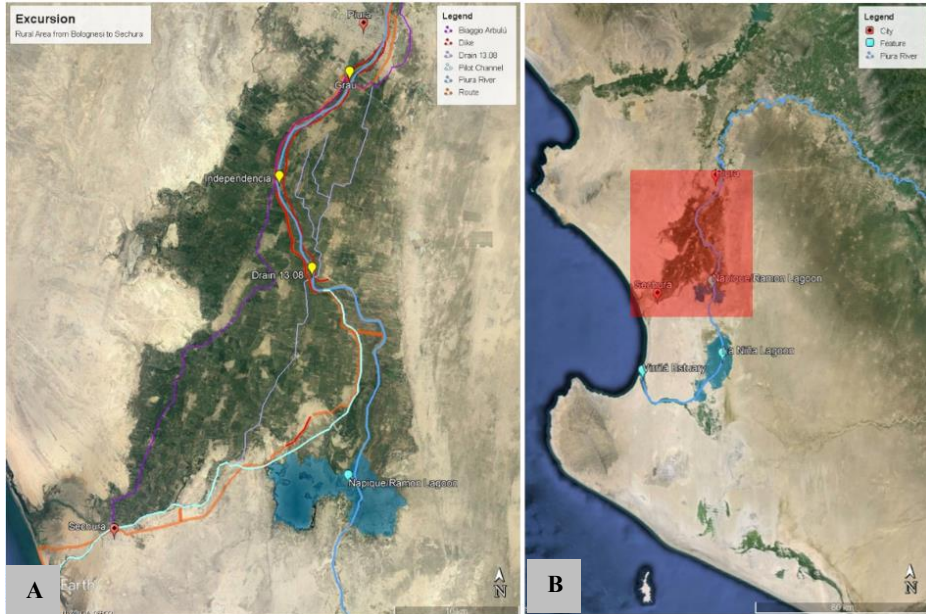 Excursion
Rural Area from Bolognesi to Sechura
Piura
Legend
Biaggio Arbulú
Dike
Drain 13.08
Pilot Channel
Piura River
Route
Grau
Independencia
Drain 13.08
Napique/Ramon Lagoon
Sechura
A
Earth
N
Legend
City
Feature
Piura River
Piura
Napique/Ramon Lagoon
Sechura
La Niña Lagoon
Virrilá Estuary
B
N